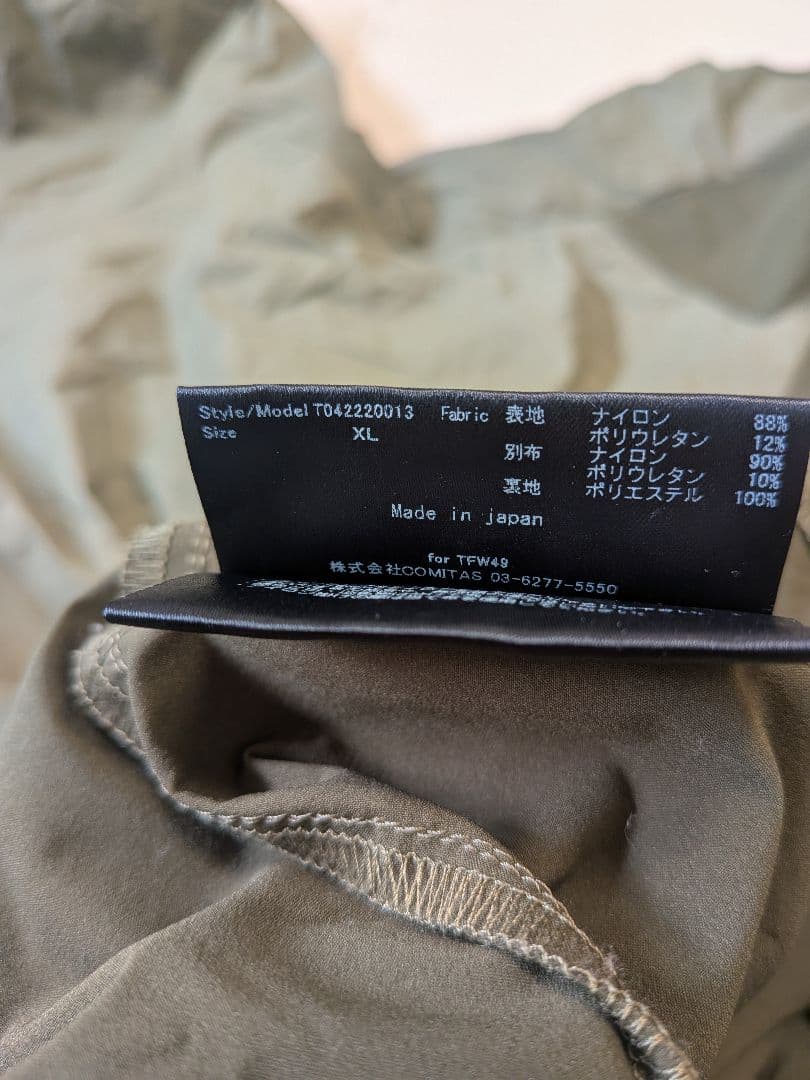 Style/Model T042220013 Fabric 表地 ナイロン 88%
Size XL ポリウレタン 12%
別布 ナイロン 90%
ポリウレタン 10%
裏地 ポリエステル 100%
Made in japan
for TFW49
株式会社COMITAS 03-6277-5550